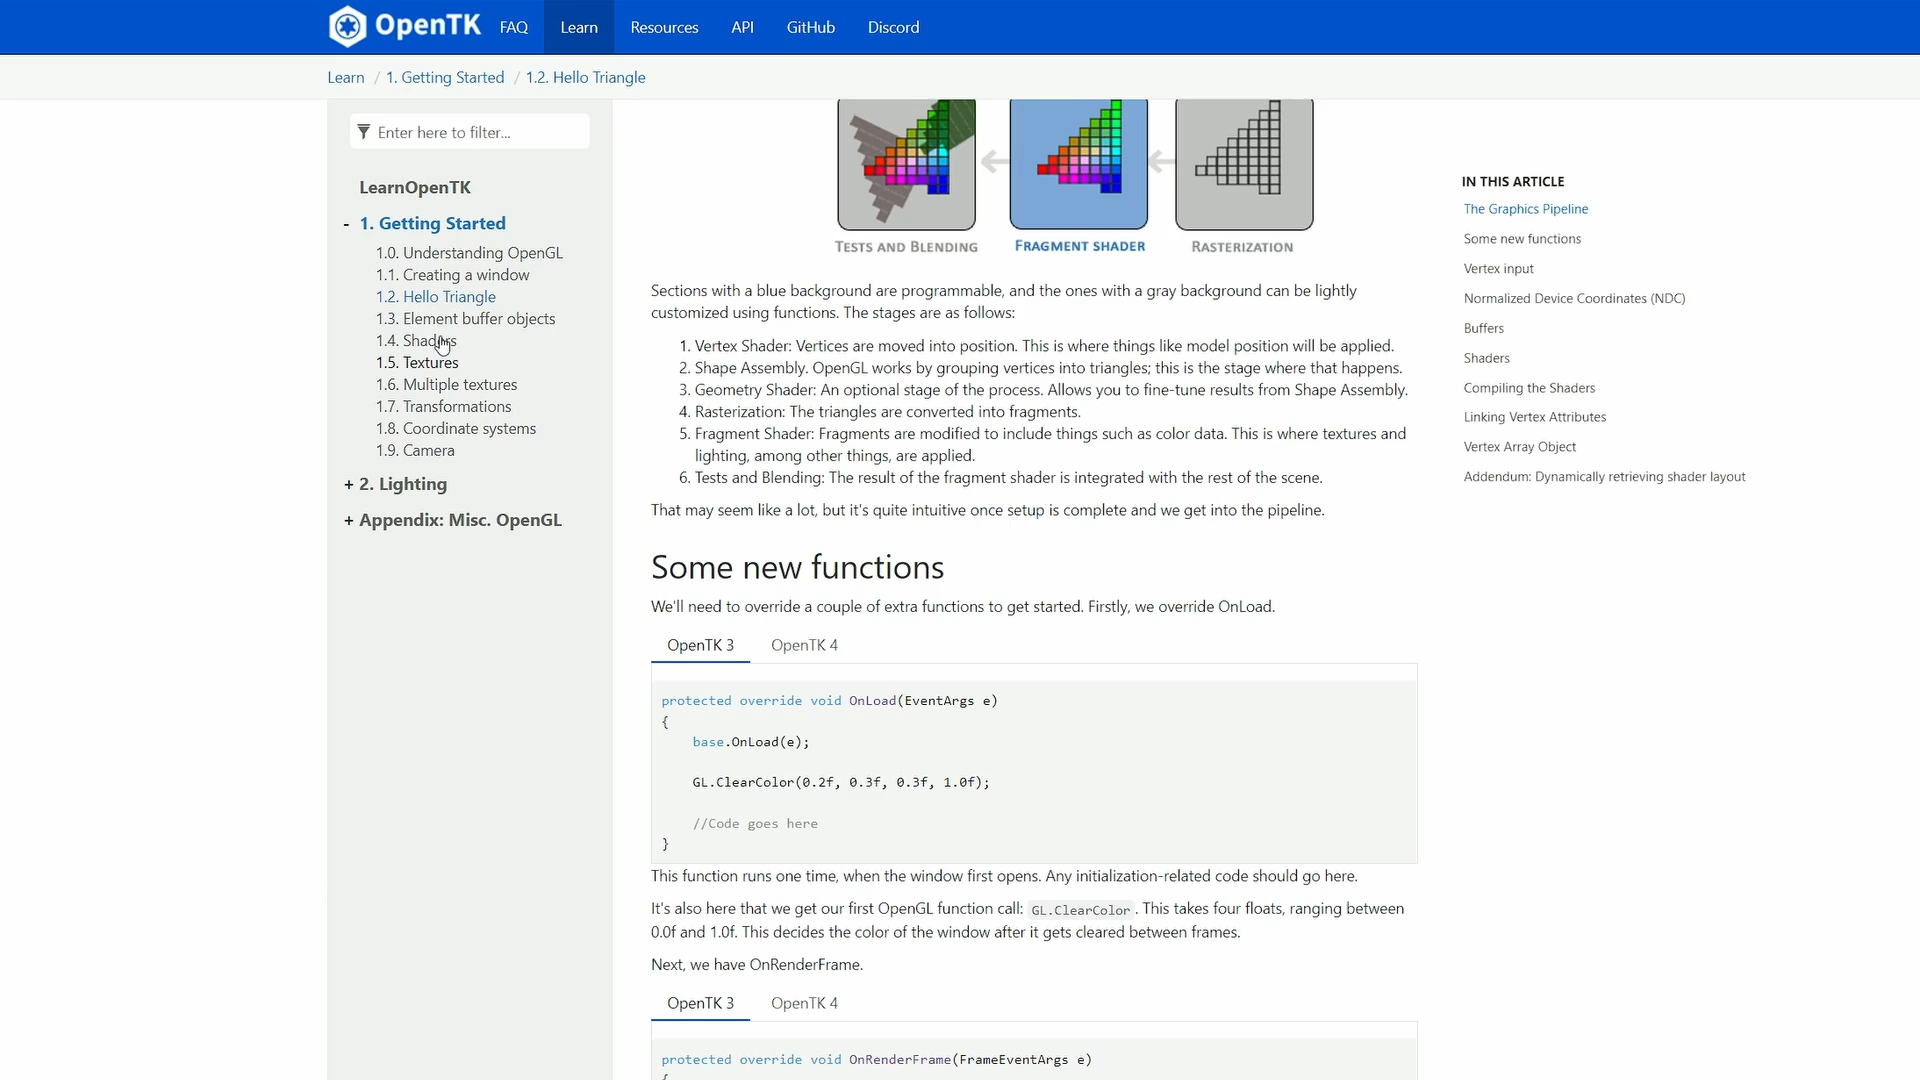 OpenTK FAQ Learn Resources API GitHub Discord
Learn / 1. Getting Started / 1.2. Hello Triangle
Enter here to filter...
LearnOpenTK
- 1. Getting Started
1.0. Understanding OpenGL
1.1. Creating a window
1.2. Hello Triangle
1.3. Element buffer objects
1.4. Shaders
1.5. Textures
1.6. Multiple textures
1.7. Transformations
1.8. Coordinate systems
1.9. Camera
+ 2. Lighting
+ Appendix: Misc. OpenGL
TESTS AND BLENDING FRAGMENT SHADER RASTERIZATION
Sections with a blue background are programmable, and the ones with a gray background can be lightly
customized using functions. The stages are as follows:
1. Vertex Shader: Vertices are moved into position. This is where things like model position will be applied.
2. Shape Assembly. OpenGL works by grouping vertices into triangles; this is the stage where that happens.
3. Geometry Shader: An optional stage of the process. Allows you to fine-tune results from Shape Assembly.
4. Rasterization: The triangles are converted into fragments.
5. Fragment Shader: Fragments are modified to include things such as color data. This is where textures and
lighting, among other things, are applied.
6. Tests and Blending: The result of the fragment shader is integrated with the rest of the scene.
That may seem like a lot, but it's quite intuitive once setup is complete and we get into the pipeline.
Some new functions
We'll need to override a couple of extra functions to get started. Firstly, we override OnLoad.
OpenTK 3 OpenTK 4
protected override void OnLoad(EventArgs e)
{
base.OnLoad(e);
GL.ClearColor(0.2f, 0.3f, 0.3f, 1.0f);
//Code goes here
}
This function runs one time, when the window first opens. Any initialization-related code should go here.
It's also here that we get our first OpenGL function call: GL.ClearColor. This takes four floats, ranging between
0.0f and 1.0f. This decides the color of the window after it gets cleared between frames.
Next, we have OnRenderFrame.
OpenTK 3 OpenTK 4
protected override void OnRenderFrame(FrameEventArgs e)
{
IN THIS ARTICLE
The Graphics Pipeline
Some new functions
Vertex input
Normalized Device Coordinates (NDC)
Buffers
Shaders
Compiling the Shaders
Linking Vertex Attributes
Vertex Array Object
Addendum: Dynamically retrieving shader layout